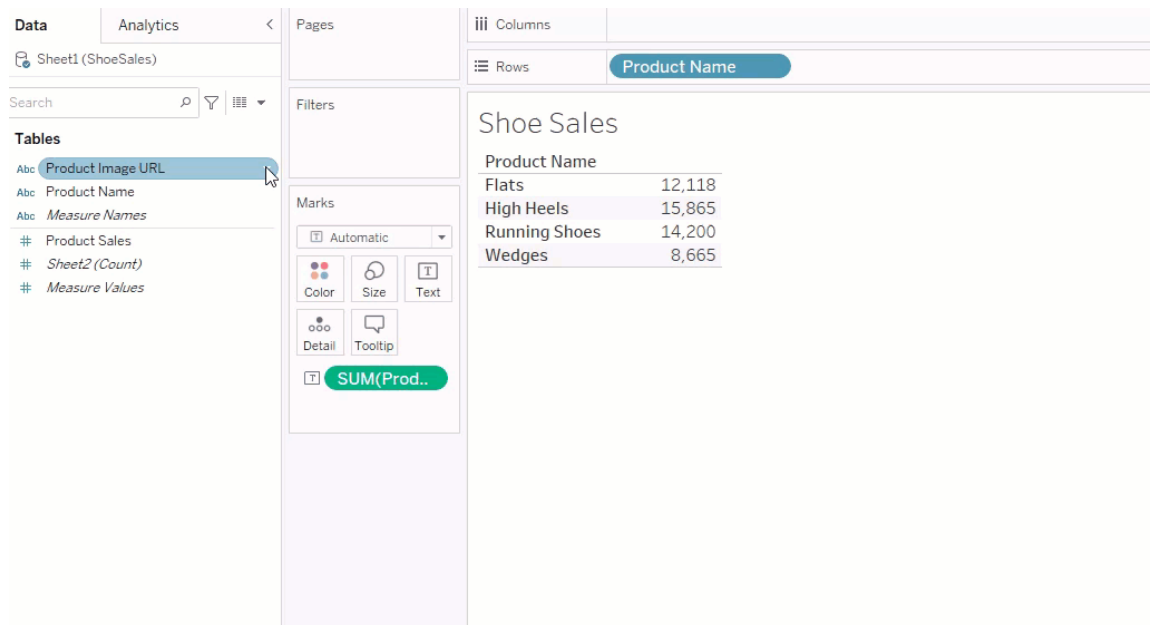 Data Analytics
Sheet1 (ShoeSales)
Search
Tables
Abc Product Image URL
Abc Product Name
Abc Measure Names
# Product Sales
# Sheet2 (Count)
# Measure Values
Pages
Filters
Marks
T Automatic
Color Size T Text
Detail Tooltip
T SUM(Prod..
iii Columns
Rows Product Name
Shoe Sales
Product Name
Flats 12,118
High Heels 15,865
Running Shoes 14,200
Wedges 8,665